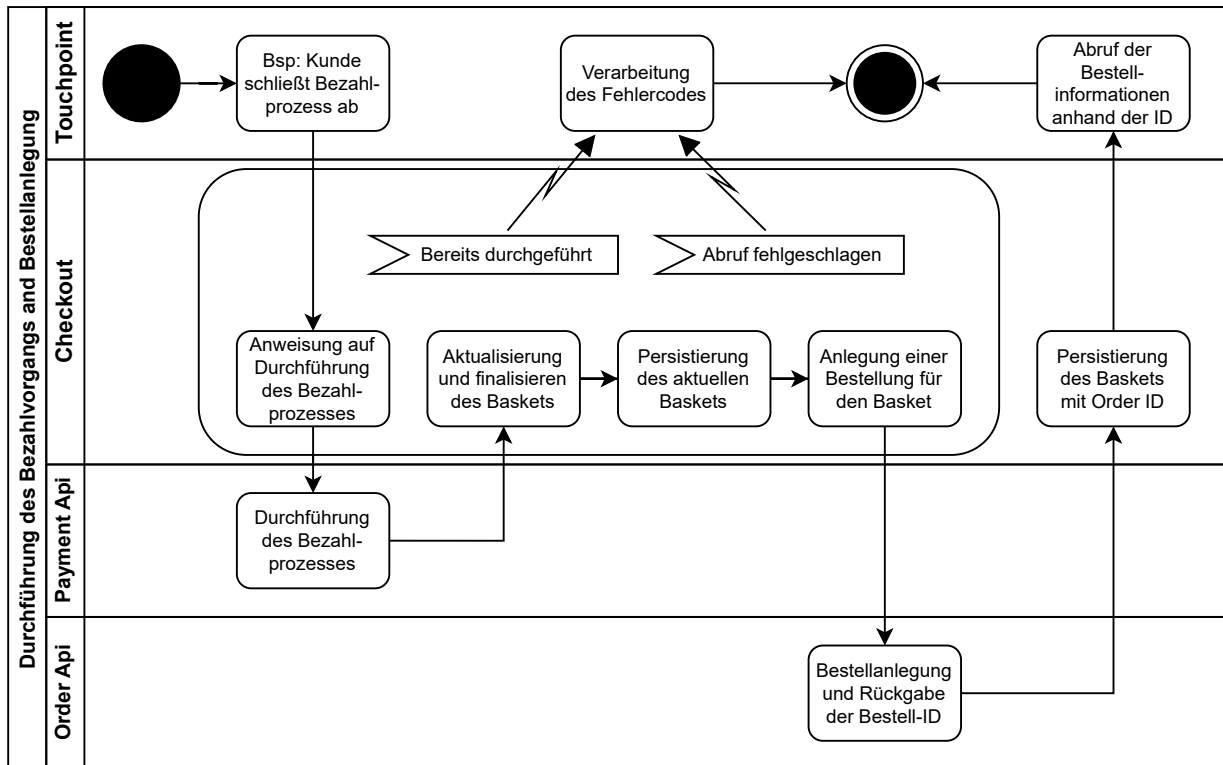 Durchführung des Bezahlvorgangs and Bestellanlegung
Touchpoint
Bsp: Kunde
schließt Bezahl-
prozess ab
Verarbeitung
des Fehlercodes
Abruf der
Bestell-
informationen
anhand der ID
Checkout
Bereits durchgeführt
Abruf fehlgeschlagen
Anweisung auf
Durchführung
des Bezahl-
prozesses
Aktualisierung
und finalisieren
des Baskets
Persistierung
des aktuellen
Baskets
Anlegung einer
Bestellung für
den Basket
Persistierung
des Baskets
mit Order ID
Payment Api
Durchführung
des Bezahl-
prozesses
Order Api
Bestellanlegung
und Rückgabe
der Bestell-ID